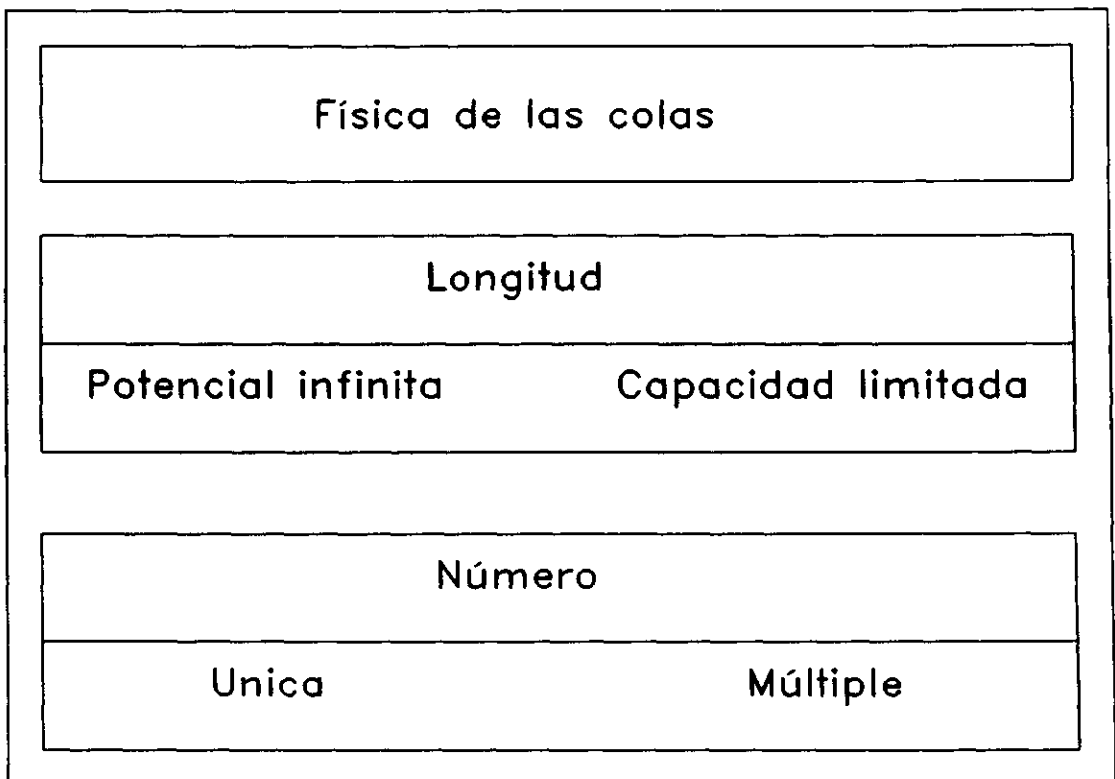 Física de las colas
Longitud
Potencial infinita Capacidad limitada
Número
Unica Múltiple